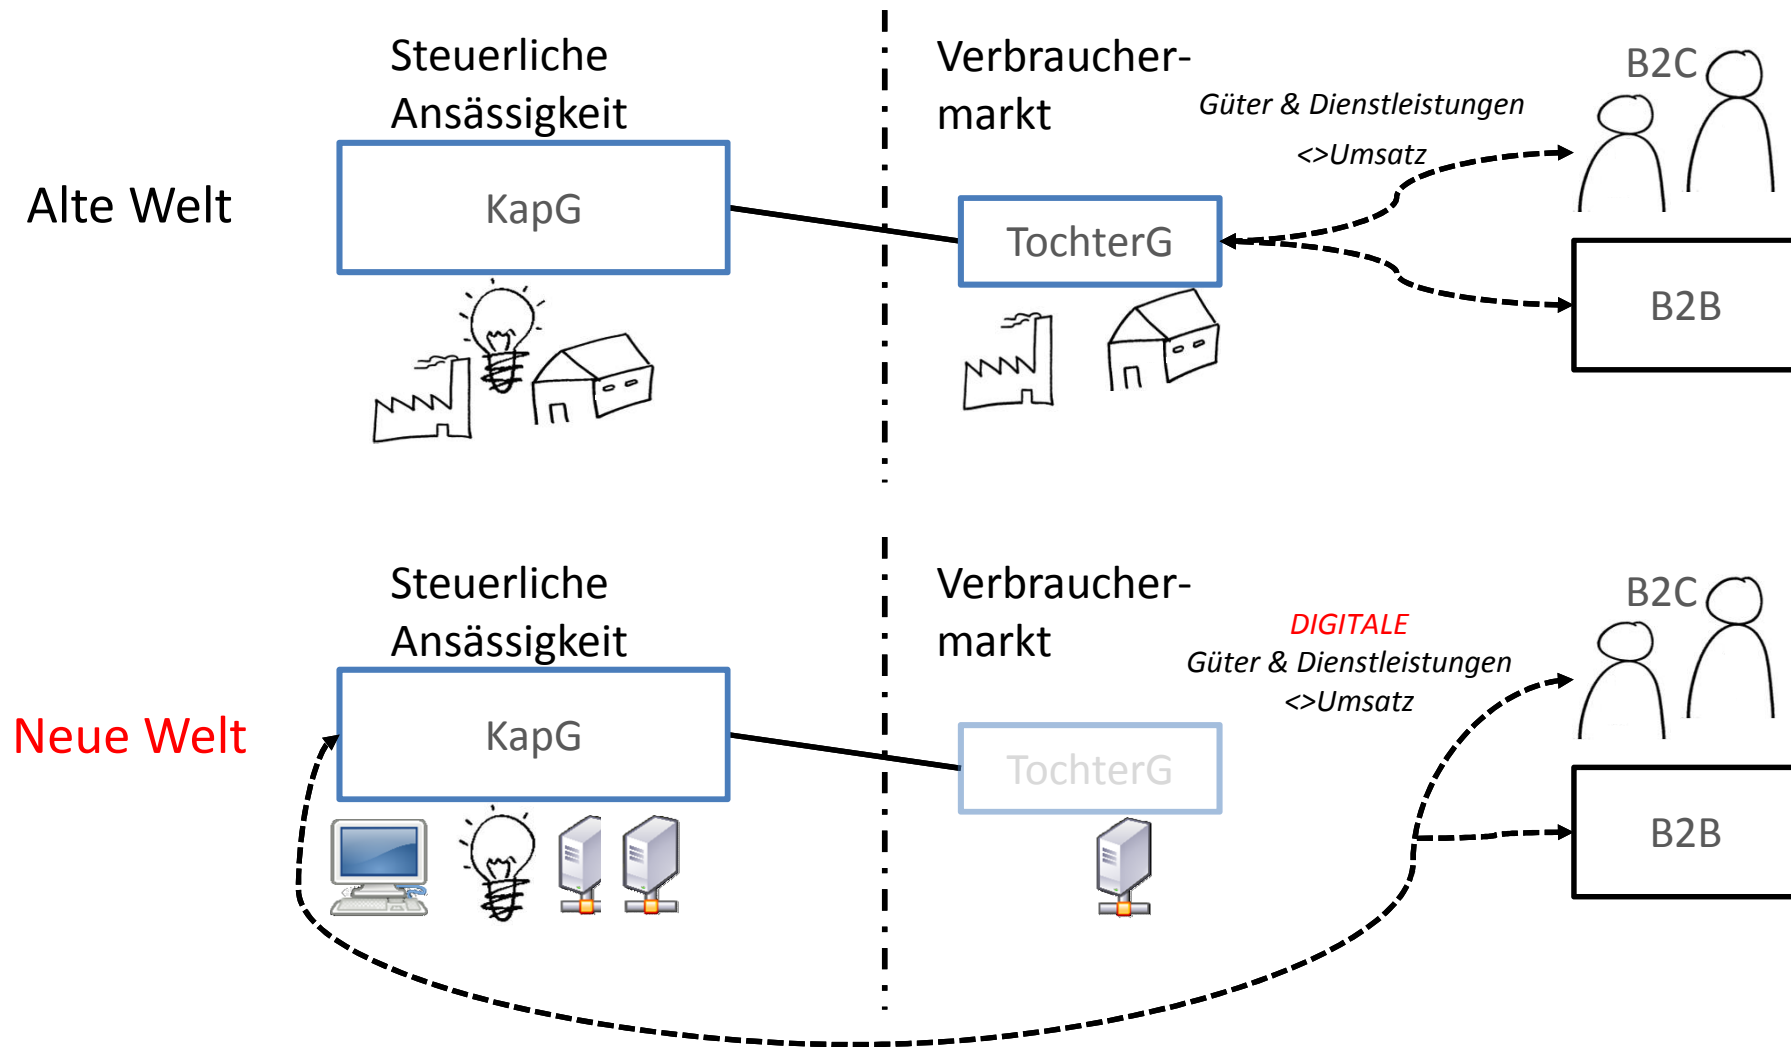 Steuerliche
Ansässigkeit
Verbraucher-
markt
B2C
Güter & Dienstleistungen
<>Umsatz
Alte Welt
KapG
TochterG
B2B
Steuerliche
Ansässigkeit
Verbraucher-
markt
B2C
DIGITALE
Güter & Dienstleistungen
<>Umsatz
Neue Welt
KapG
TochterG
B2B